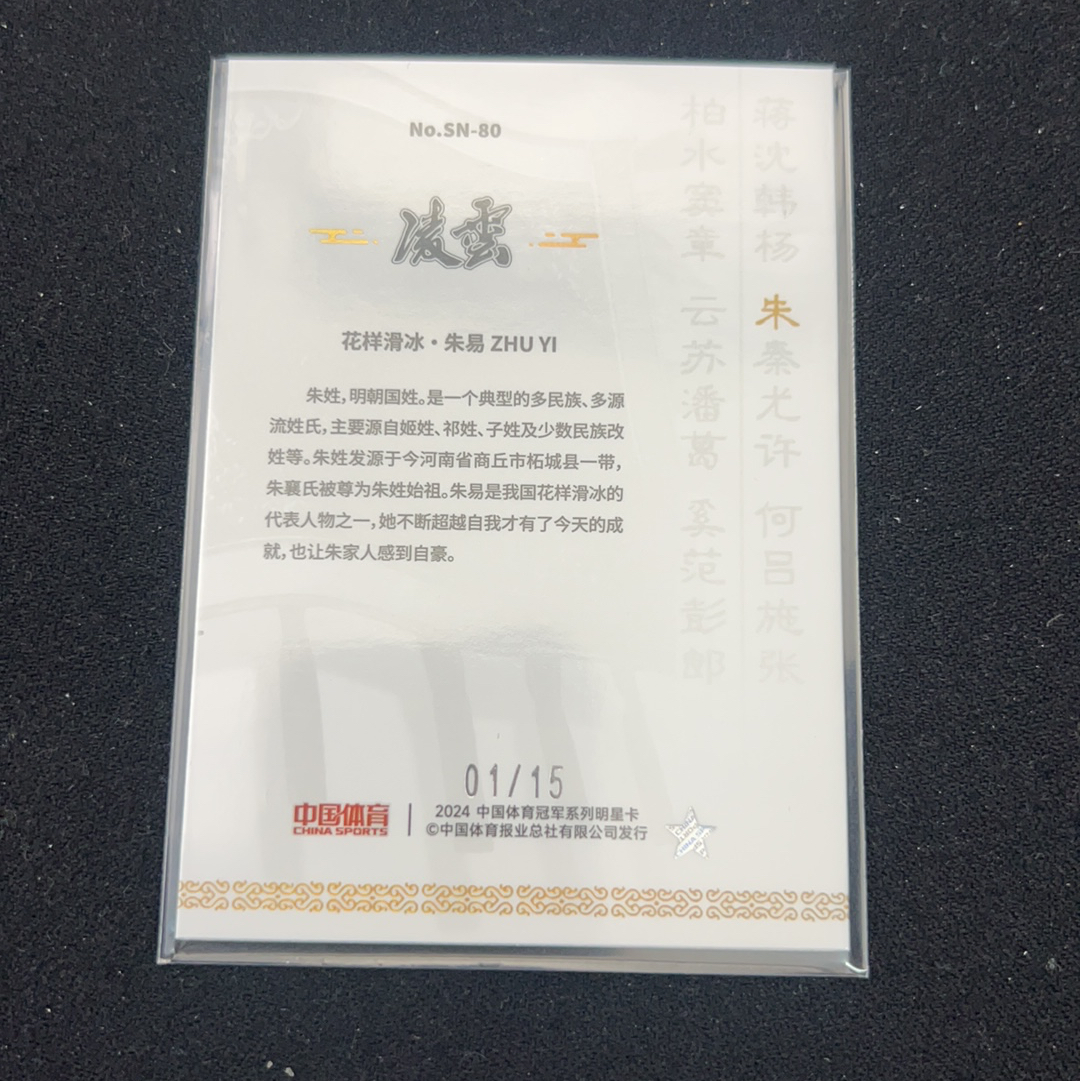 No.SN-80
凌雲
花样滑冰·朱易 ZHU YI
朱姓，明朝国姓。是一个典型的多民族、多源
流姓氏，主要源自姬姓、祁姓、子姓及少数民族改
姓等。朱姓发源于今河南省商丘市柘城县一带，
朱襄氏被尊为朱姓始祖。朱易是我国花样滑冰的
代表人物之一，她不断超越自我才有了今天的成
就，也让朱家人感到自豪。
蒋沈韩杨 朱秦尤许 何吕施张
柏水窦章 云苏潘葛 奚范彭郎
01/15
中国体育
CHINA SPORTS
2024 中国体育冠军系列明星卡
©中国体育报业总社有限公司发行